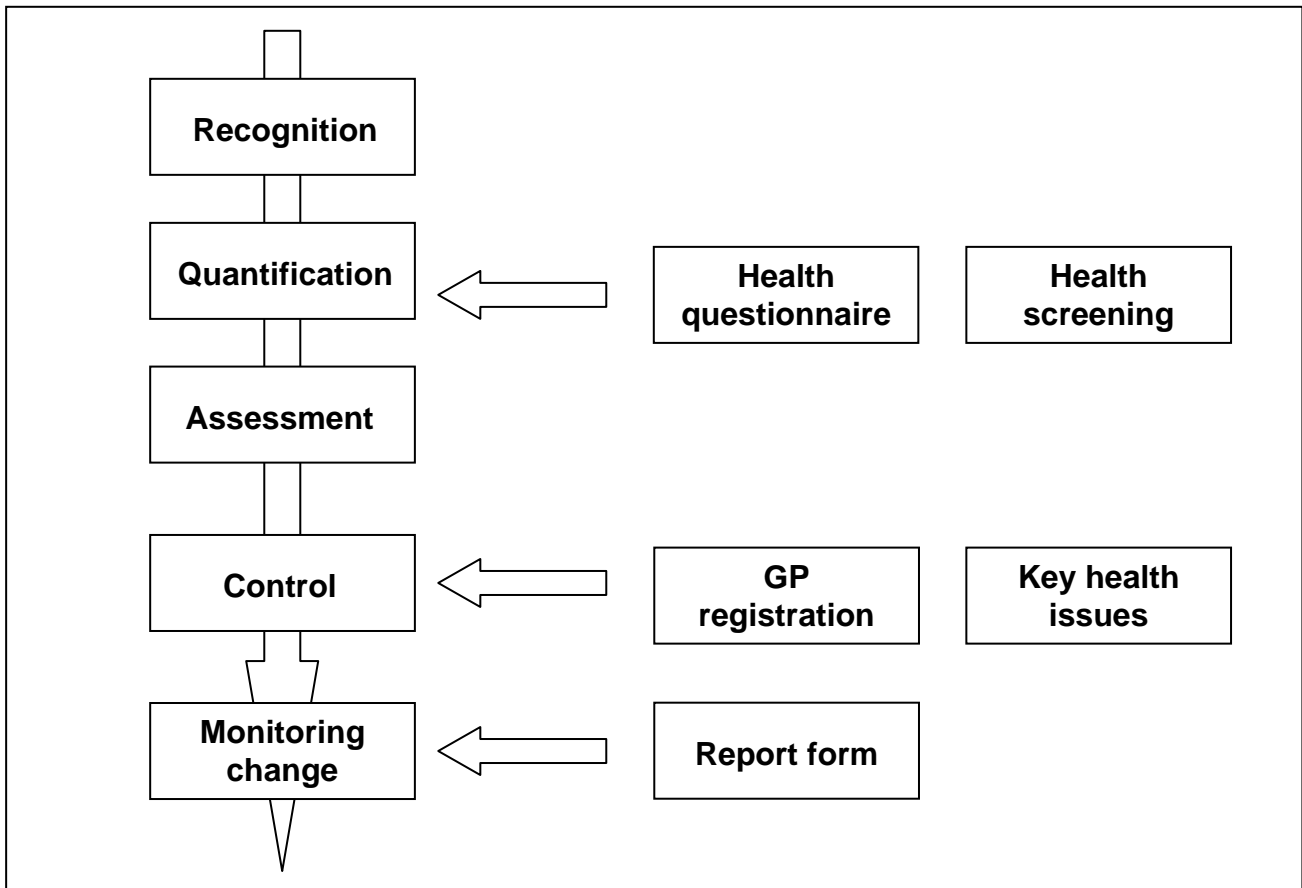 Recognition
Quantification
Health
questionnaire
Health
screening
Assessment
Control
GP
registration
Key health
issues
Monitoring
change
Report form